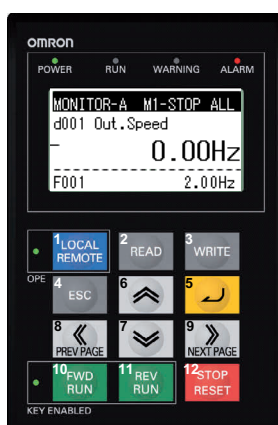 OMRON
POWER RUN WARNING ALARM
MONITOR-A M1-STOP ALL
d001 Out.Speed
0.00Hz
F001 2.00Hz
1 LOCAL REMOTE
2 READ
3 WRITE
OPE
4 ESC
6
5
8 PREV PAGE
7
9 NEXT PAGE
10 FWD RUN
11 REV RUN
12 STOP RESET
KEY ENABLED